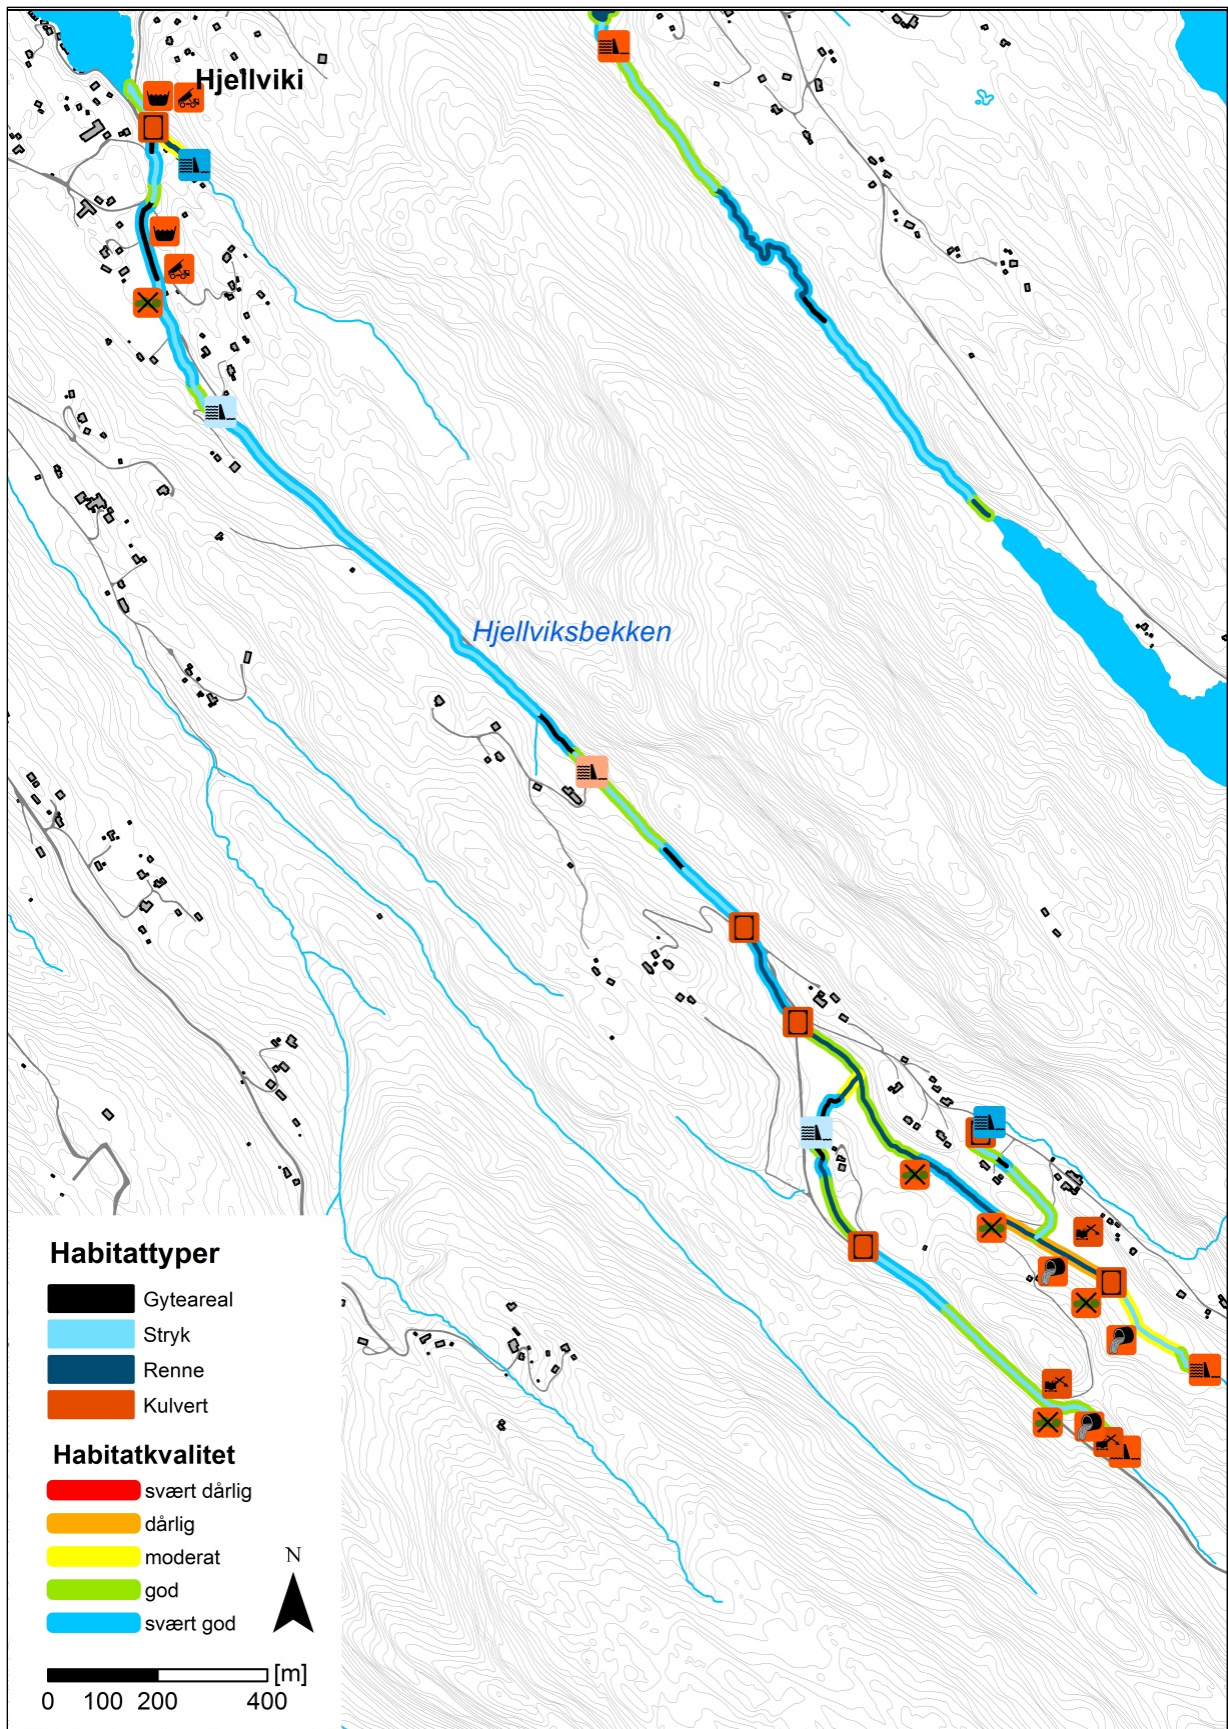 Hjellviki
Hjellviksbekken
Habitattyper
Gyteareal
Stryk
Renne
Kulvert
Habitatkvalitet
svært dårlig
dårlig
moderat
god
svært god
N
[m]
0 100 200 400